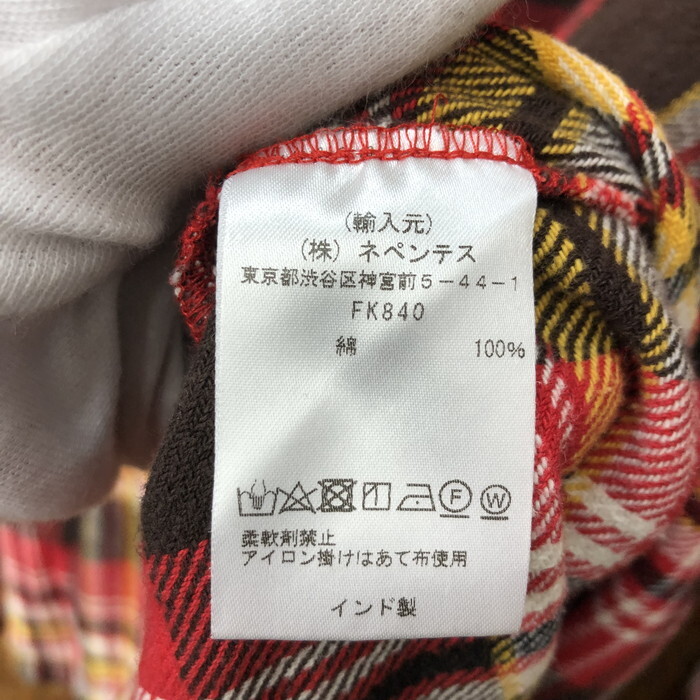 (輸入元)
(株) ネペンテス
東京都渋谷区神宮前5-44-1
FK840
綿 100%
F W
柔軟剤禁止
アイロン掛けはあて布使用
インド製